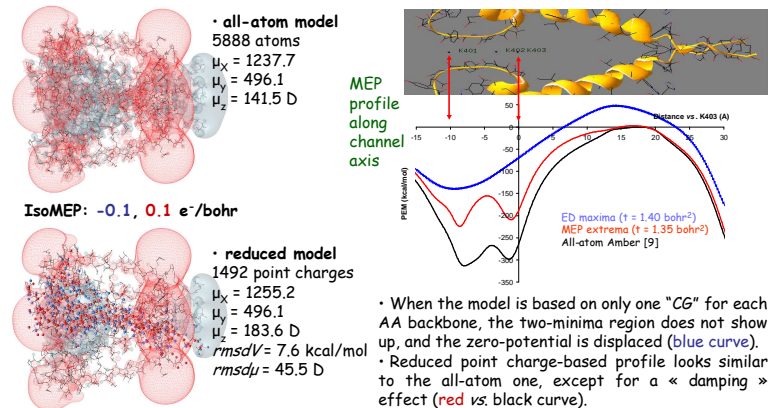 • all-atom model
5888 atoms
μX = 1237.7
μy = 496.1
μz = 141.5 D
IsoMEP: -0.1, 0.1 e-/bohr
• reduced model
1492 point charges
μX = 1255.2
μy = 496.1
μz = 183.6 D
rmsdV = 7.6 kcal/mol
rmsdμ = 45.5 D
K401
K402 K403
MEP
profile
along
channel
axis
Distance vs. K403 (A)
PEM (kcal/mol)
50
0
-50
-100
-150
-200
-250
-300
-350
-15 -10 -5 0 5 10 15 20 25 30
ED maxima (t = 1.40 bohr2)
MEP extrema (t = 1.35 bohr2)
All-atom Amber [9]
• When the model is based on only one “CG” for each
AA backbone, the two-minima region does not show
up, and the zero-potential is displaced (blue curve).
• Reduced point charge-based profile looks similar
to the all-atom one, except for a « damping »
effect (red vs. black curve).